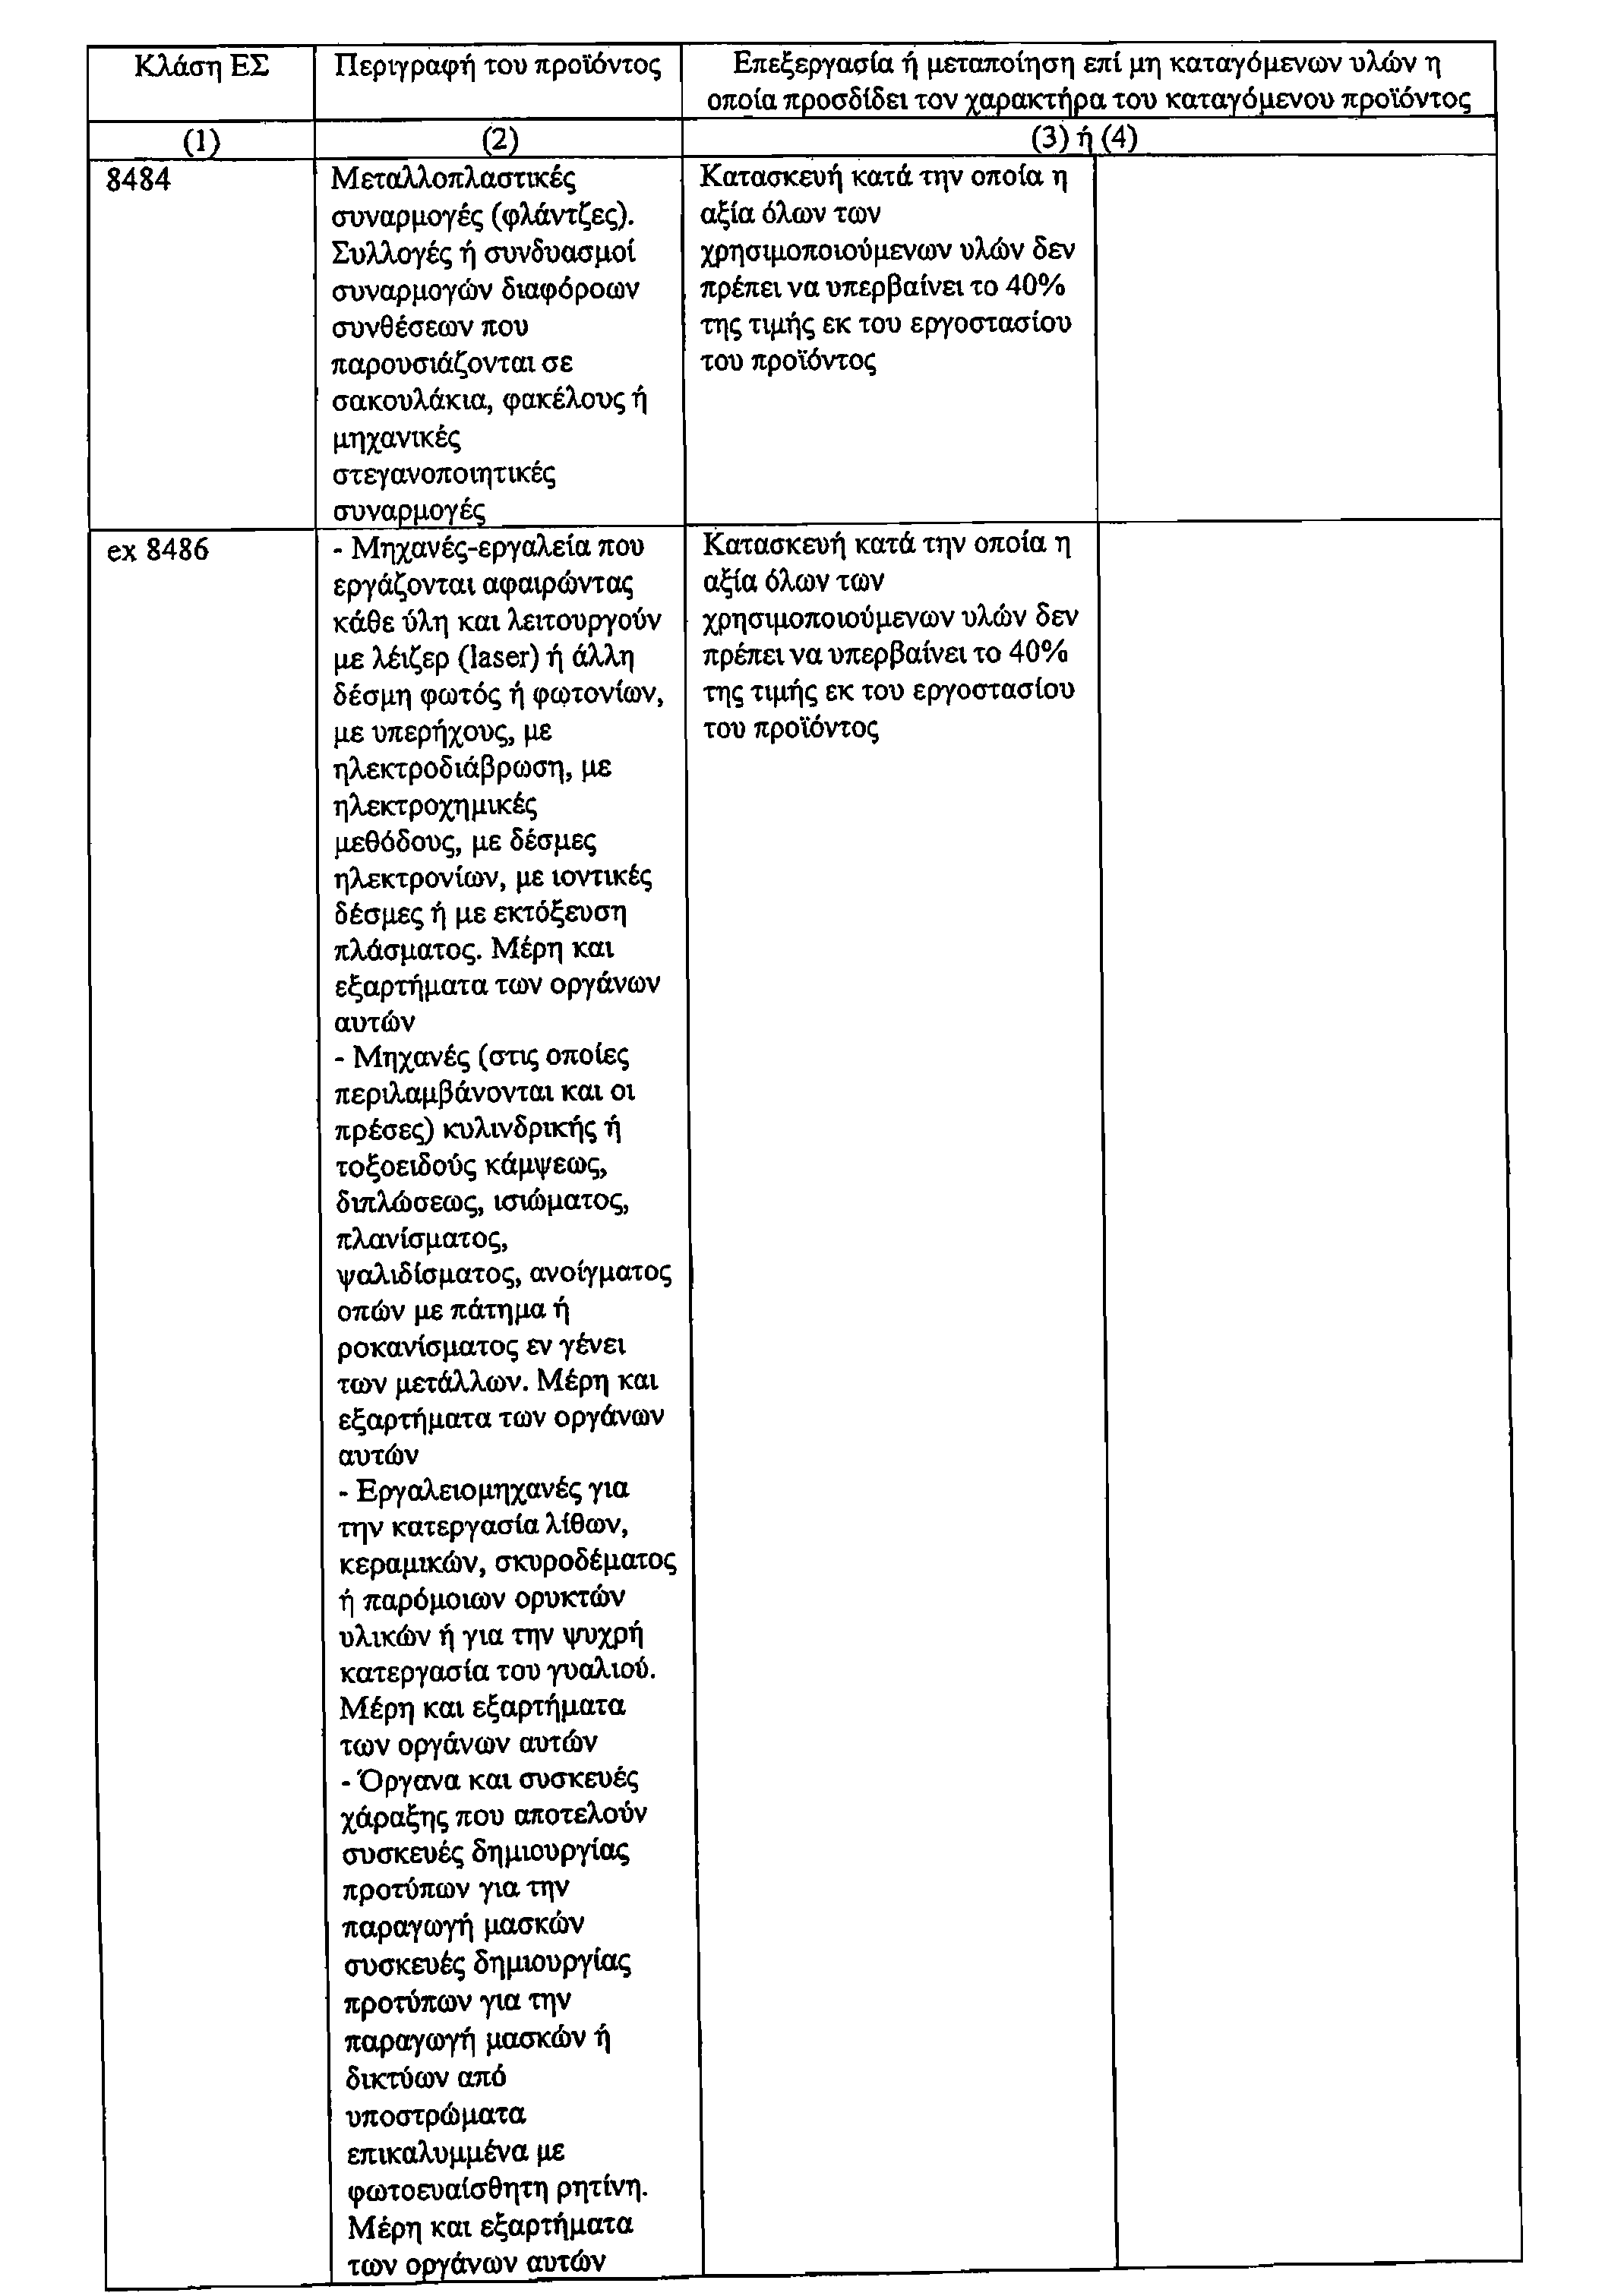 Κλάση ΕΣ
Περιγραφή του προϊόντος
Επεξεργασία ή μεταποίηση επί μη καταγόμενων υλών η
οποία προσδίδει τον χαρακτήρα του καταγόμενου προϊόντος
(1)
(2)
(3) ή (4)
8484
Μεταλλοπλαστικές
συναρμογές (φλάντζες).
Συλλογές ή συνδυασμοί
συναρμογών διαφόροων
συνθέσεων που
παρουσιάζονται σε
σακουλάκια, φακέλους ή
μηχανικές
στεγανοποιητικές
συναρμογές
Κατασκευή κατά την οποία η
αξία όλων των
χρησιμοποιούμενων υλών δεν
πρέπει να υπερβαίνει το 40%
της τιμής εκ του εργοστασίου
του προϊόντος
ex 8486
- Μηχανές-εργαλεία που
εργάζονται αφαιρώντας
κάθε ύλη και λειτουργούν
με λέιζερ (laser) ή άλλη
δέσμη φωτός ή φωτονίων,
με υπερήχους, με
ηλεκτροδιάβρωση, με
ηλεκτροχημικές
μεθόδους, με δέσμες
ηλεκτρονίων, με ιοντικές
δέσμες ή με εκτόξευση
πλάσματος. Μέρη και
εξαρτήματα των οργάνων
αυτών
- Μηχανές (στις οποίες
περιλαμβάνονται και οι
πρέσες) κυλινδρικής ή
τοξοειδούς κάμψεως,
διπλώσεως, ισιώματος,
πλανίσματος,
ψαλιδίσματος, ανοίγματος
οπών με πάτημα ή
ροκανίσματος εν γένει
των μετάλλων. Μέρη και
εξαρτήματα των οργάνων
αυτών
- Εργαλειομηχανές για
την κατεργασία λίθων,
κεραμικών, σκυροδέματος
ή παρόμοιων ορυκτών
υλικών ή για την ψυχρή
κατεργασία του γυαλιού.
Μέρη και εξαρτήματα
των οργάνων αυτών
- Όργανα και συσκευές
χάραξης που αποτελούν
συσκευές δημιουργίας
προτύπων για την
παραγωγή μασκών
συσκευές δημιουργίας
προτύπων για την
παραγωγή μασκών ή
δικτύων από
υποστρώματα
επικαλυμμένα με
φωτοευαίσθητη ρητίνη.
Μέρη και εξαρτήματα
των οργάνων αυτών
Κατασκευή κατά την οποία η
αξία όλων των
χρησιμοποιούμενων υλών δεν
πρέπει να υπερβαίνει το 40%
της τιμής εκ του εργοστασίου
του προϊόντος